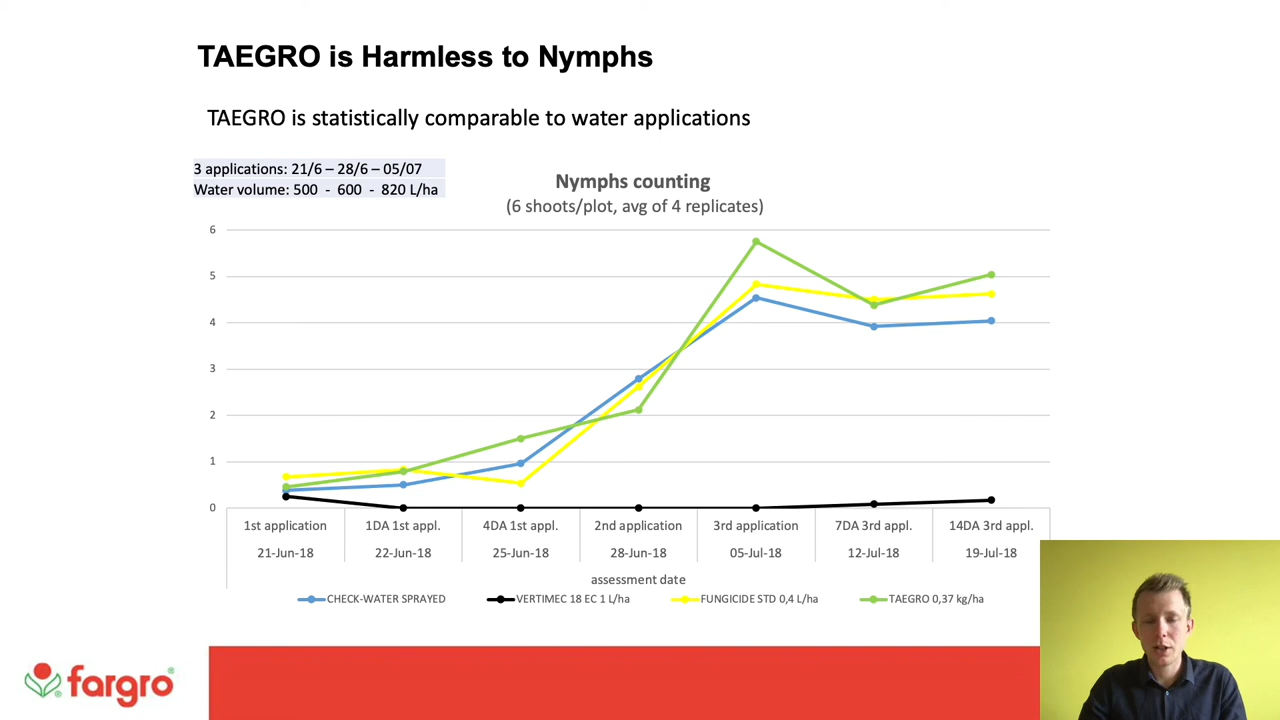 TAEGRO is Harmless to Nymphs
TAEGRO is statistically comparable to water applications
3 applications: 21/6 – 28/6 – 05/07
Water volume: 500 - 600 - 820 L/ha
Nymphs counting
(6 shoots/plot, avg of 4 replicates)
6
5
4
3
2
1
0
1st application 1DA 1st appl. 4DA 1st appl. 2nd application 3rd application 7DA 3rd appl. 14DA 3rd appl.
21-Jun-18 22-Jun-18 25-Jun-18 28-Jun-18 05-Jul-18 12-Jul-18 19-Jul-18
assessment date
CHECK-WATER SPRAYED VERTIMEC 18 EC 1 L/ha FUNGICIDE STD 0,4 L/ha TAEGRO 0,37 kg/ha
fargro